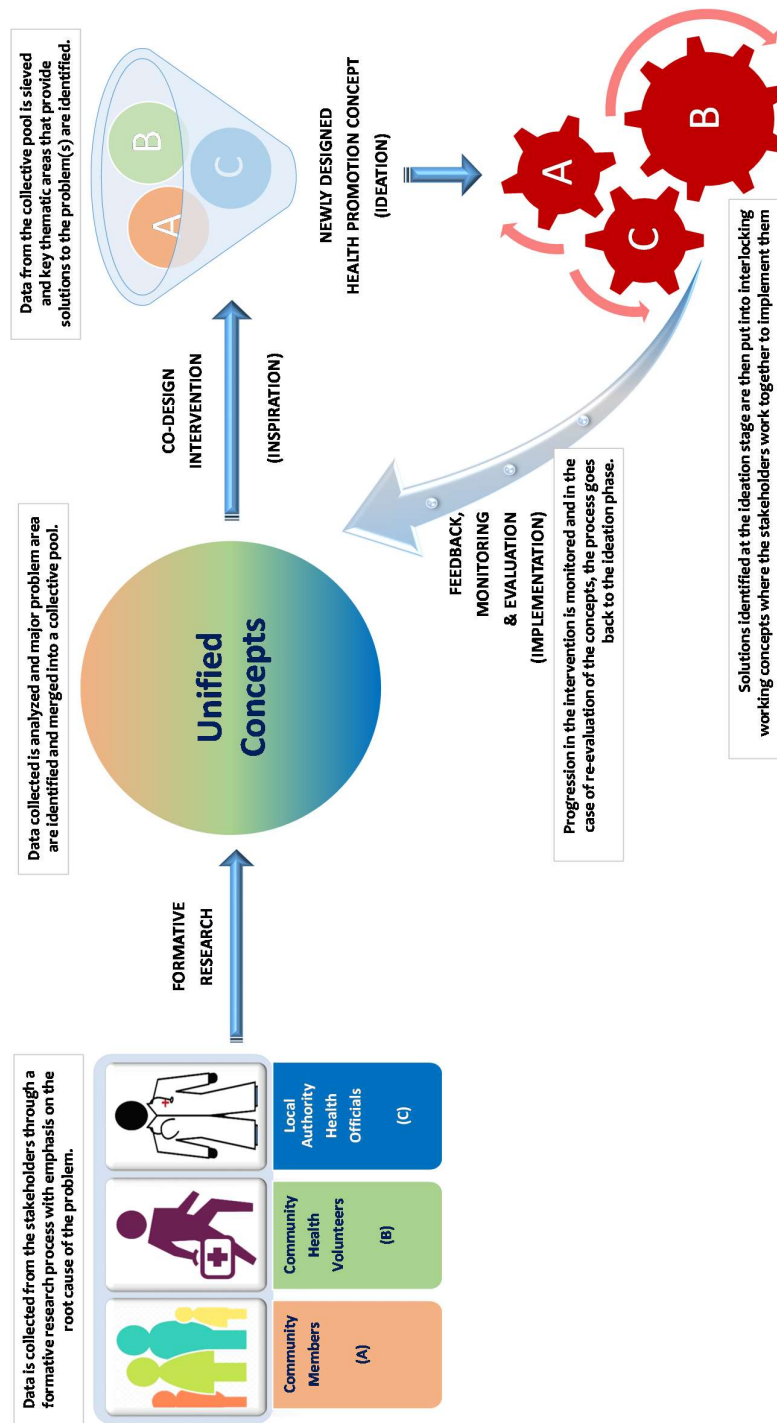 Data is collected from the stakeholders through a
formative research process with emphasis on the
root cause of the problem.
Community
Members
(A)
Community
Health
Volunteers
(B)
Local
Authority
Health
Officials
(C)
FORMATIVE
RESEARCH
Data collected is analyzed and major problem area
are identified and merged into a collective pool.
Unified
Concepts
CO-DESIGN
INTERVENTION
(INSPIRATION)
Data from the collective pool is sieved
and key thematic areas that provide
solutions to the problem(s) are identified.
A
B
C
NEWLY DESIGNED
HEALTH PROMOTION CONCEPT
(IDEATION)
A
C
B
FEEDBACK,
MONITORING
& EVALUATION
(IMPLEMENTATION)
Progression in the intervention is monitored and in the
case of re-evaluation of the concepts, the process goes
back to the ideation phase.
Solutions identified at the ideation stage are then put into interlocking
working concepts where the stakeholders work together to implement them